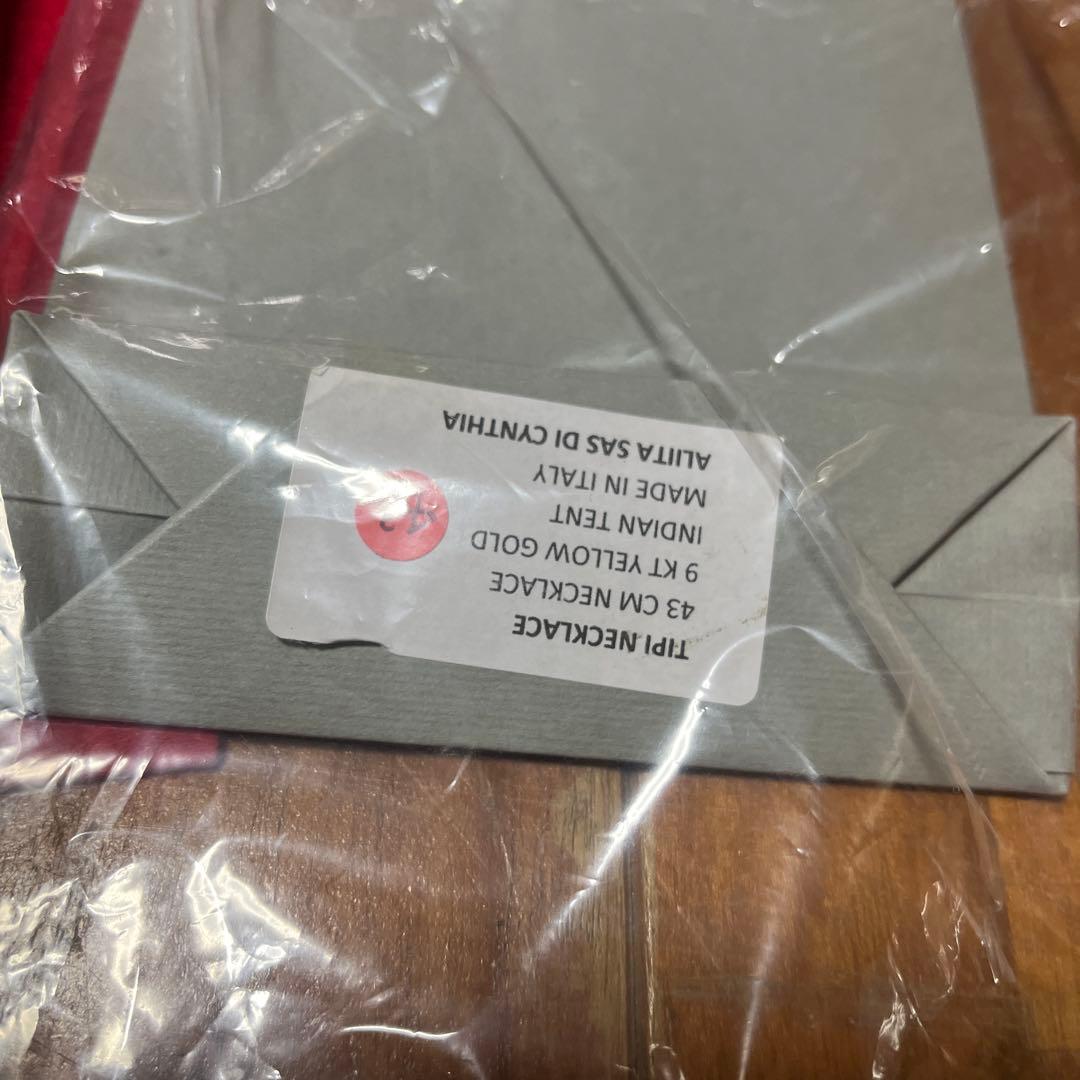 TIPI NECKLACE
43 CM NECKLACE
9 KT YELLOW GOLD
INDIAN TENT
MADE IN ITALY
ALIITA SAS DI CYNTHIA